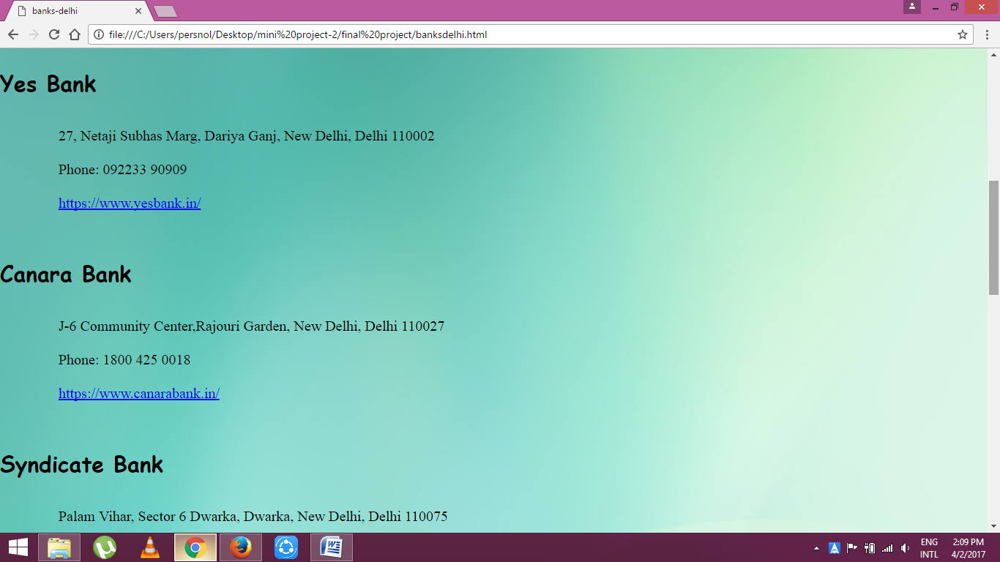 banks-delhi
file:///C:/Users/persnol/Desktop/mini%20project-2/final%20project/banksdelhi.html
Yes Bank
27, Netaji Subhas Marg, Dariya Ganj, New Delhi, Delhi 110002
Phone: 092233 90909
https://www.yesbank.in/
Canara Bank
J-6 Community Center,Rajouri Garden, New Delhi, Delhi 110027
Phone: 1800 425 0018
https://www.canarabank.in/
Syndicate Bank
Palam Vihar, Sector 6 Dwarka, Dwarka, New Delhi, Delhi 110075
ENG 2:09 PM
INTL 4/2/2017